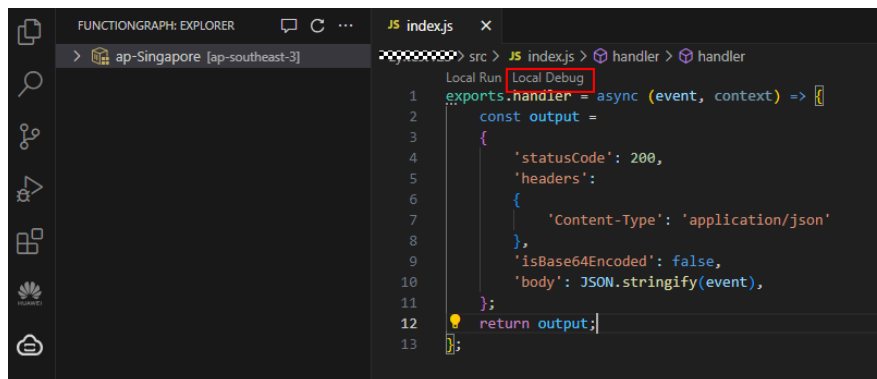 FUNCTIONGRAPH: EXPLORER
ap-Singapore [ap-southeast-3]
HUAWEI
JS index.js
src > JS index.js > handler > handler
Local Run | Local Debug
1 exports.handler = async (event, context) => {
2 const output =
3 {
4 'statusCode': 200,
5 'headers':
6 {
7 'Content-Type': 'application/json'
8 },
9 'isBase64Encoded': false,
10 'body': JSON.stringify(event),
11 };
12 return output;
13 };